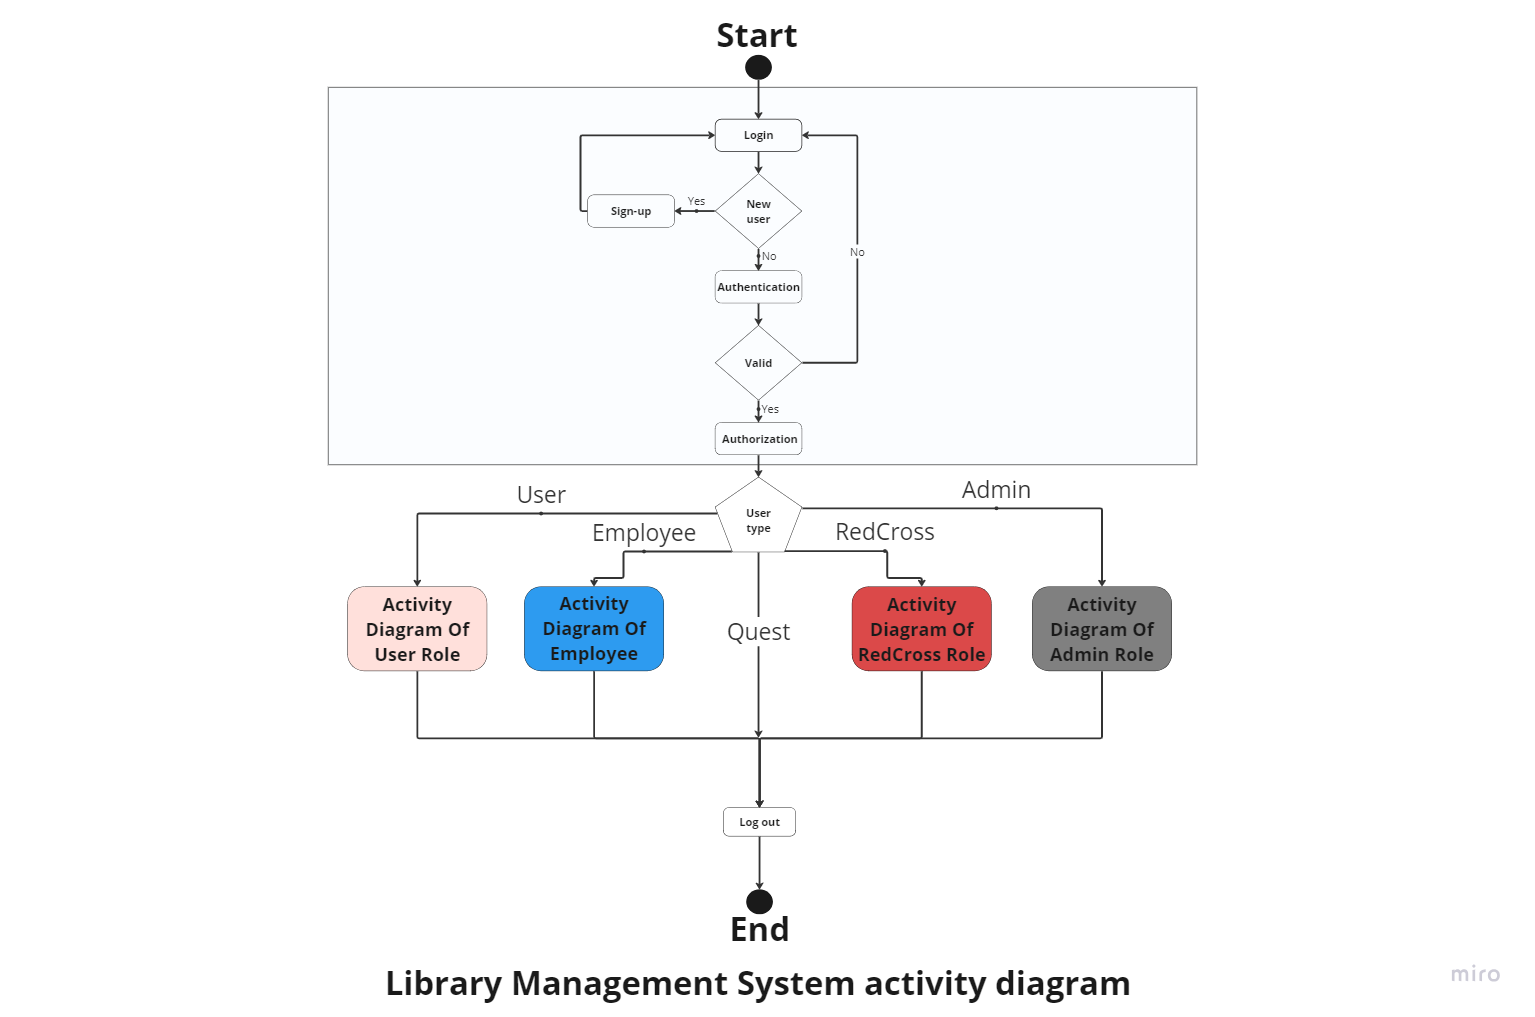 Start
Login
New
user
Yes
Sign-up
No
No
Authentication
Valid
Yes
Authorization
User
type
User
Admin
Employee
RedCross
Activity
Diagram Of
User Role
Activity
Diagram Of
Employee
Quest
Activity
Diagram Of
RedCross Role
Activity
Diagram Of
Admin Role
Log out
End
Library Management System activity diagram
miro